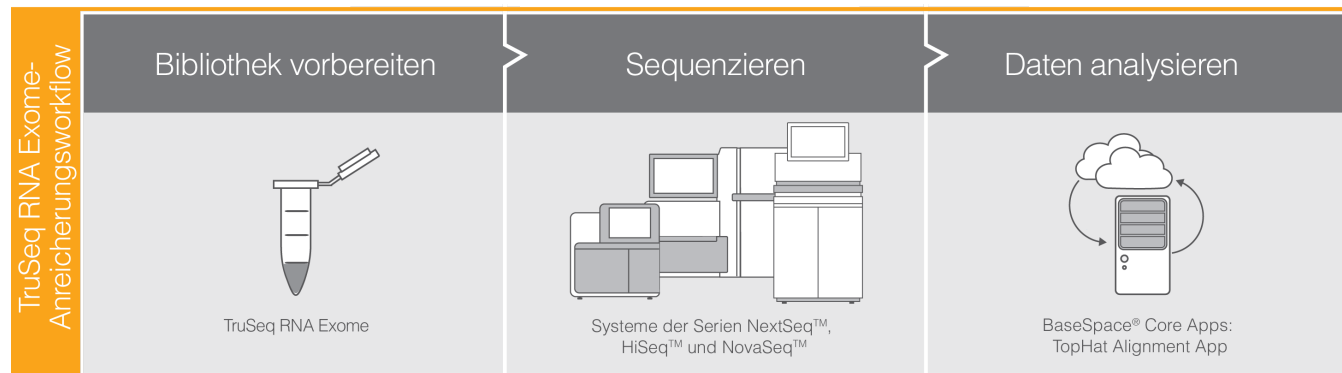 TruSeq RNA Exome-
Anreicherungsworkflow
Bibliothek vorbereiten
Sequenzieren
Daten analysieren
TruSeq RNA Exome
Systeme der Serien NextSeq™,
HiSeq™ und NovaSeq™
BaseSpace® Core Apps:
TopHat Alignment App